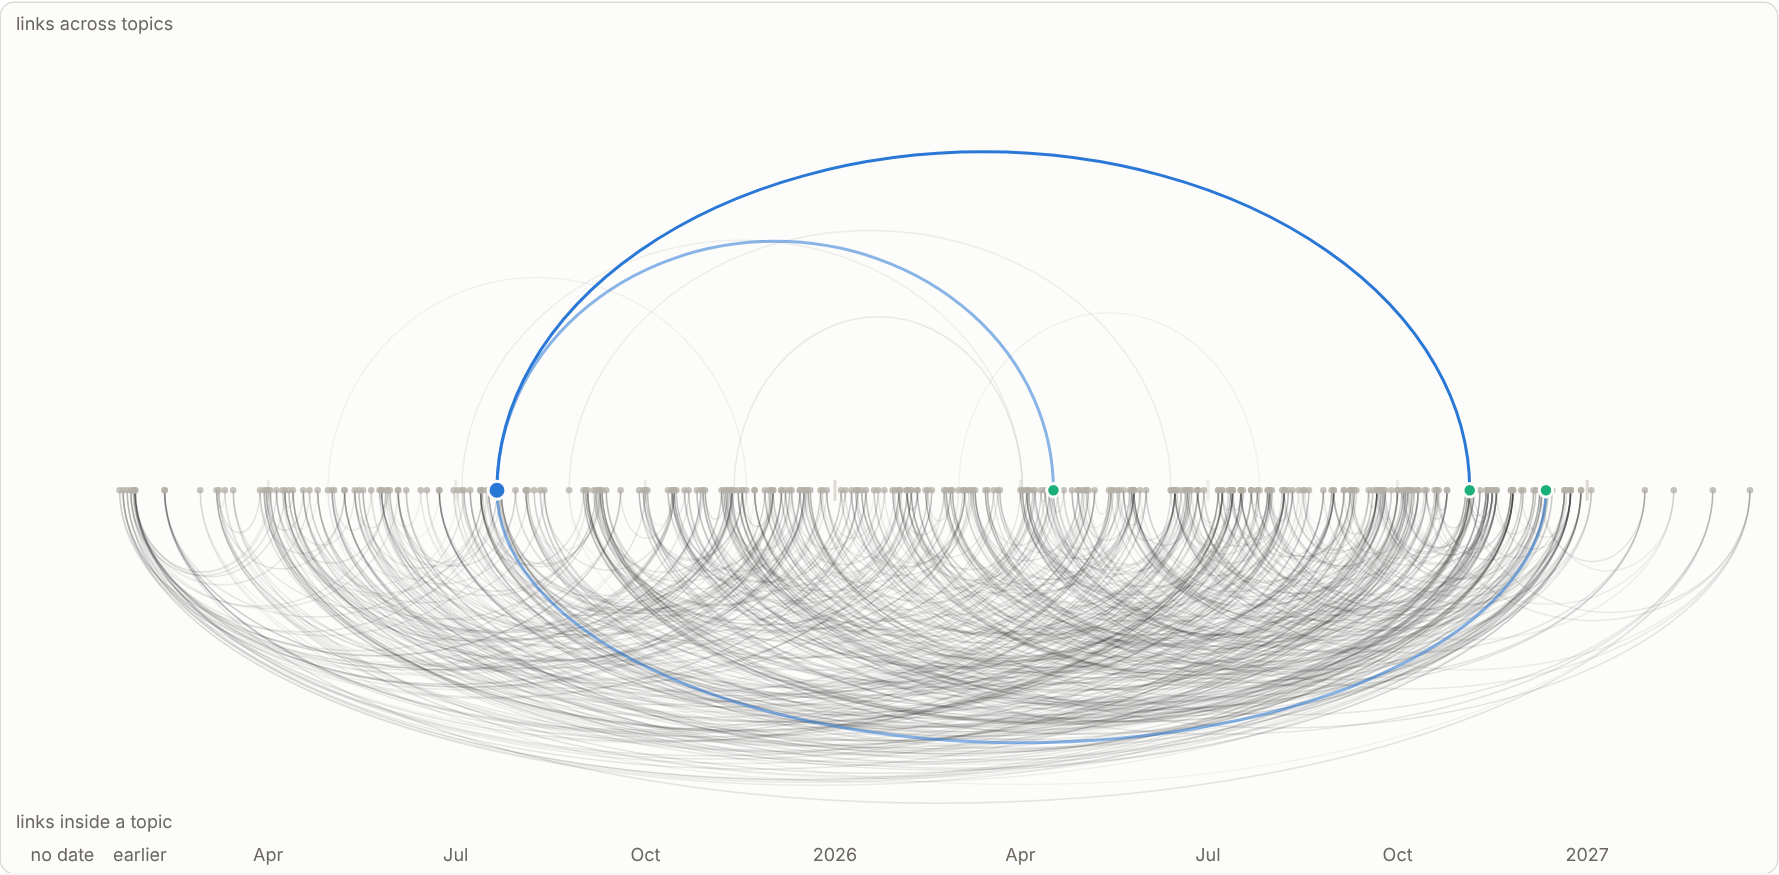 links across topics
links inside a topic
no date earlier Apr Jul Oct 2026 Apr Jul Oct 2027